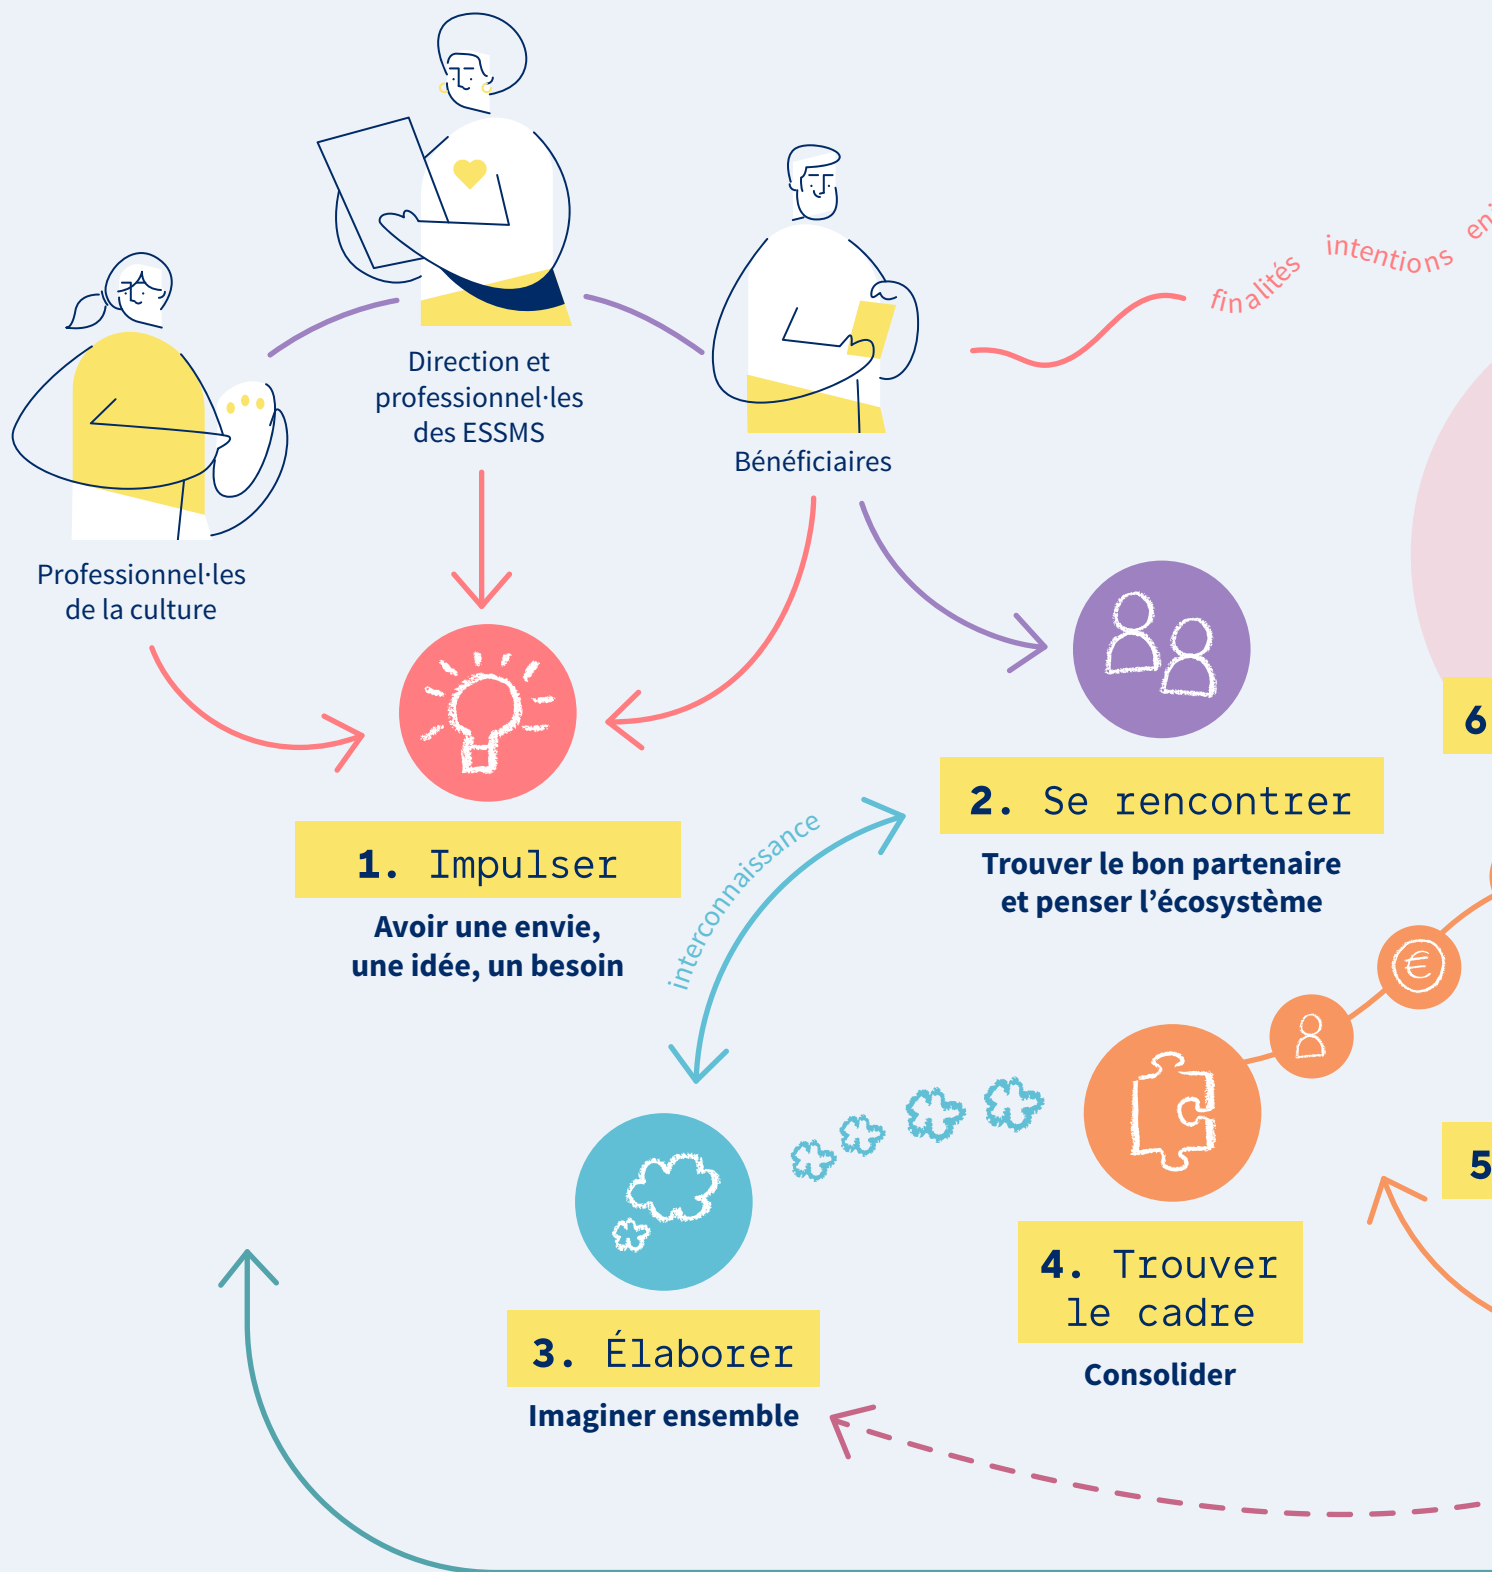 Direction et
professionnel·les
des ESSMS
Bénéficiaires
Professionnel·les
de la culture
finalités
intentions
1. Impulser
Avoir une envie,
une idée, un besoin
2. Se rencontrer
Trouver le bon partenaire
et penser l’écosystème
interconnaissance
€
3. Élaborer
Imaginer ensemble
4. Trouver
le cadre
Consolider
5
6